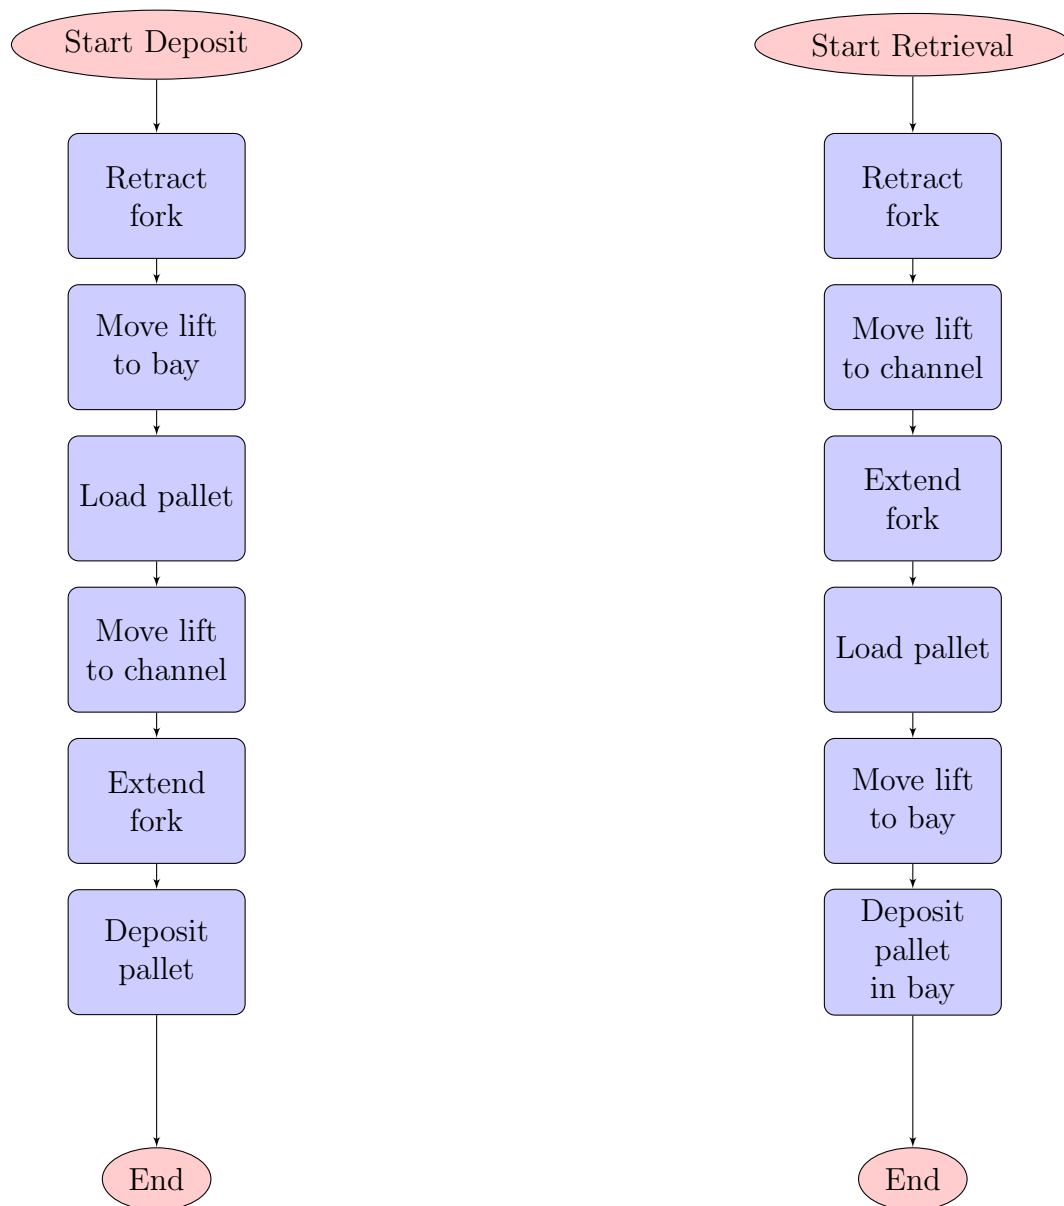 Start Deposit
Retract
fork
Move lift
to bay
Load pallet
Move lift
to channel
Extend
fork
Deposit
pallet
End
Start Retrieval
Retract
fork
Move lift
to channel
Extend
fork
Load pallet
Move lift
to bay
Deposit
pallet
in bay
End